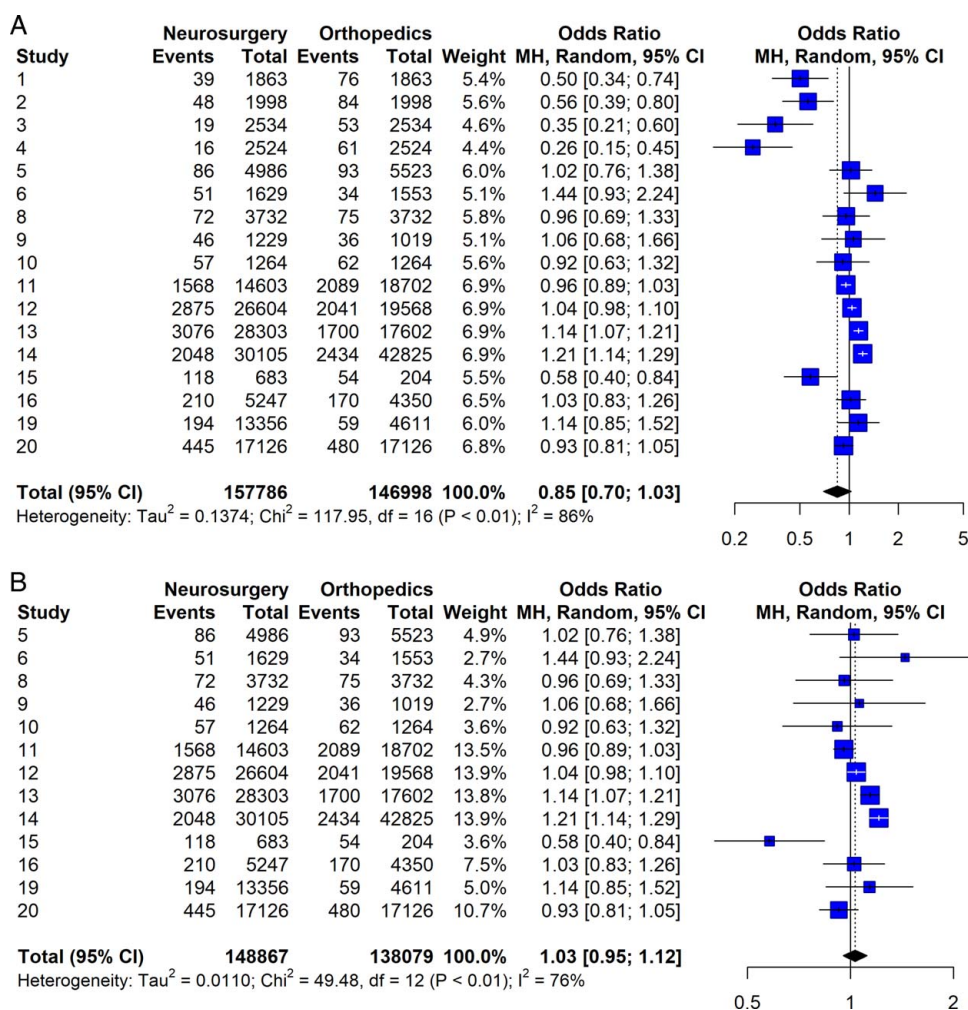 A
Neurosurgery Orthopedics Odds Ratio Odds Ratio
Study Events Total Events Total Weight MH, Random, 95% CI MH, Random, 95% CI
1 39 1863 76 1863 5.4% 0.50 [0.34; 0.74]
2 48 1998 84 1998 5.6% 0.56 [0.39; 0.80]
3 19 2534 53 2534 4.6% 0.35 [0.21; 0.60]
4 16 2524 61 2524 4.4% 0.26 [0.15; 0.45]
5 86 4986 93 5523 6.0% 1.02 [0.76; 1.38]
6 51 1629 34 1553 5.1% 1.44 [0.93; 2.24]
8 72 3732 75 3732 5.8% 0.96 [0.69; 1.33]
9 46 1229 36 1019 5.1% 1.06 [0.68; 1.66]
10 57 1264 62 1264 5.6% 0.92 [0.63; 1.32]
11 1568 14603 2089 18702 6.9% 0.96 [0.89; 1.03]
12 2875 26604 2041 19568 6.9% 1.04 [0.98; 1.10]
13 3076 28303 1700 17602 6.9% 1.14 [1.07; 1.21]
14 2048 30105 2434 42825 6.9% 1.21 [1.14; 1.29]
15 118 683 54 204 5.5% 0.58 [0.40; 0.84]
16 210 5247 170 4350 6.5% 1.03 [0.83; 1.26]
19 194 13356 59 4611 6.0% 1.14 [0.85; 1.52]
20 445 17126 480 17126 6.8% 0.93 [0.81; 1.05]
Total (95% CI) 157786 146998 100.0% 0.85 [0.70; 1.03]
Heterogeneity: Tau² = 0.1374; Chi² = 117.95, df = 16 (P < 0.01); I² = 86%
0.2 0.5 1 2 5
B
Neurosurgery Orthopedics Odds Ratio Odds Ratio
Study Events Total Events Total Weight MH, Random, 95% CI MH, Random, 95% CI
5 86 4986 93 5523 4.9% 1.02 [0.76; 1.38]
6 51 1629 34 1553 2.7% 1.44 [0.93; 2.24]
8 72 3732 75 3732 4.3% 0.96 [0.69; 1.33]
9 46 1229 36 1019 2.7% 1.06 [0.68; 1.66]
10 57 1264 62 1264 3.6% 0.92 [0.63; 1.32]
11 1568 14603 2089 18702 13.5% 0.96 [0.89; 1.03]
12 2875 26604 2041 19568 13.9% 1.04 [0.98; 1.10]
13 3076 28303 1700 17602 13.8% 1.14 [1.07; 1.21]
14 2048 30105 2434 42825 13.9% 1.21 [1.14; 1.29]
15 118 683 54 204 3.6% 0.58 [0.40; 0.84]
16 210 5247 170 4350 7.5% 1.03 [0.83; 1.26]
19 194 13356 59 4611 5.0% 1.14 [0.85; 1.52]
20 445 17126 480 17126 10.7% 0.93 [0.81; 1.05]
Total (95% CI) 148867 138079 100.0% 1.03 [0.95; 1.12]
Heterogeneity: Tau² = 0.0110; Chi² = 49.48, df = 12 (P < 0.01); I² = 76%
0.5 1 2